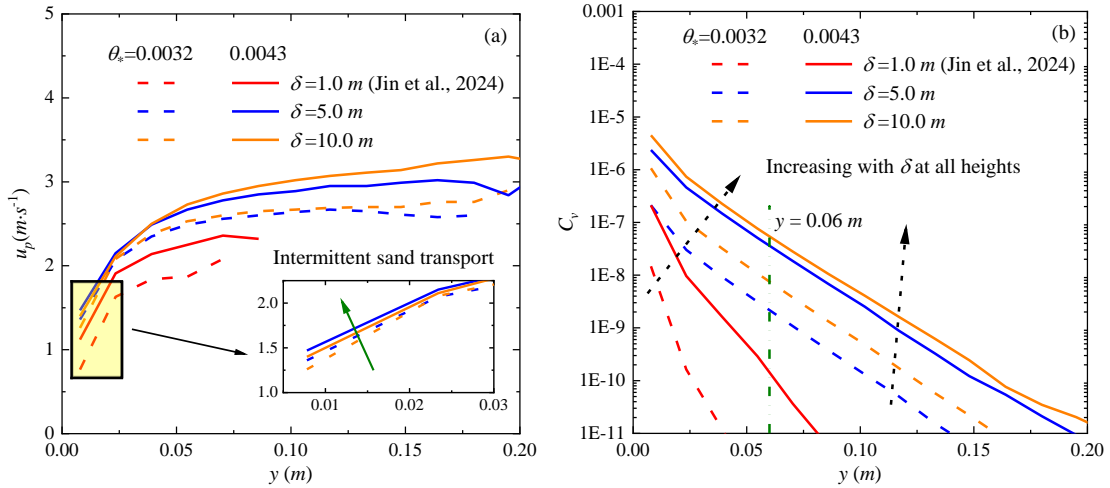 (a)
θ*=0.0032 0.0043
δ=1.0 m (Jin et al., 2024)
δ=5.0 m
δ=10.0 m
Intermittent sand transport
2.0
1.5
1.0
0.01 0.02 0.03
5
4
3
2
1
0
0.00 0.05 0.10 0.15 0.20
u_p(m·s⁻¹)
y (m)
(b)
θ*=0.0032 0.0043
δ=1.0 m (Jin et al., 2024)
δ=5.0 m
δ=10.0 m
Increasing with δ at all heights
y = 0.06 m
0.001
1E-4
1E-5
1E-6
1E-7
1E-8
1E-9
1E-10
1E-11
0.00 0.05 0.10 0.15 0.20
C_v
y (m)